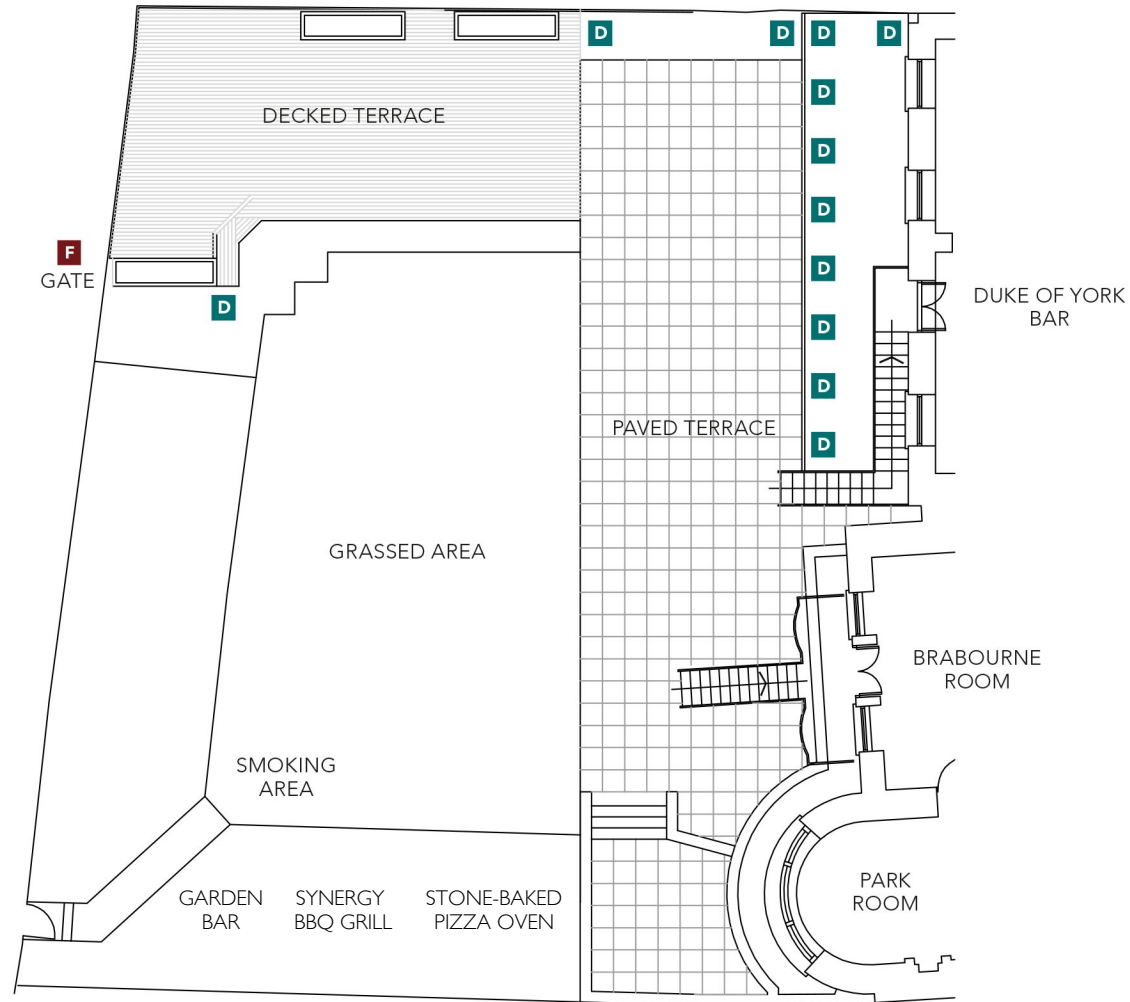 D D D D
D
DECKED TERRACE
D
D
F
GATE
D
D
DUKE OF YORK
BAR
D
D
D
PAVED TERRACE
D
GRASSED AREA
BRABOURNE
ROOM
SMOKING
AREA
GARDEN
BAR
SYNERGY
BBQ GRILL
STONE-BAKED
PIZZA OVEN
PARK
ROOM